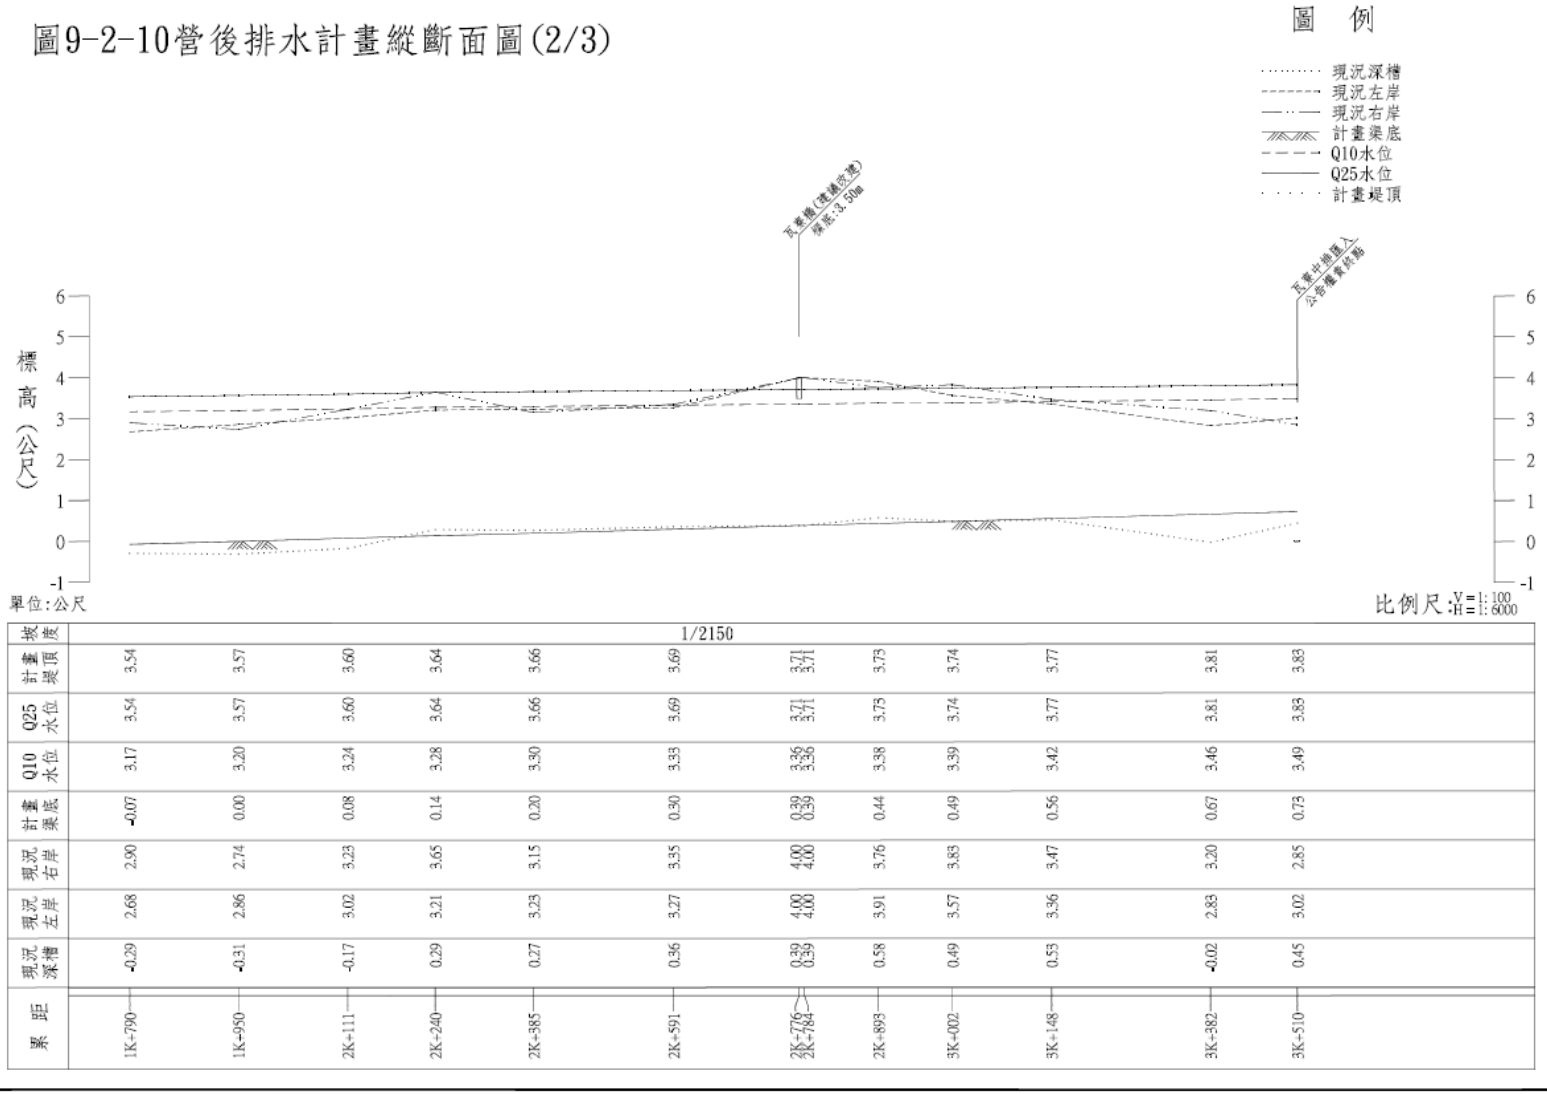 圖9-2-10營後排水計畫縱斷面圖(2/3)
圖 例
現況深槽
現況左岸
現況右岸
計畫渠底
Q10水位
Q25水位
計畫堤頂
瓦寮橋(建議改建)
樑底:3.50m
瓦寮中排匯入
公告權責終點
標高(公尺)
6
5
4
3
2
1
0
-1
6
5
4
3
2
1
0
-1
單位:公尺
比例尺:V=1:100
H=1:6000
坡度 1/2150
計畫堤頂 3.54 3.57 3.60 3.64 3.66 3.69 3.71 3.71 3.73 3.74 3.77 3.81 3.83
Q25水位 3.54 3.57 3.60 3.64 3.66 3.69 3.71 3.71 3.73 3.74 3.77 3.81 3.83
Q10水位 3.17 3.20 3.24 3.28 3.30 3.33 3.36 3.36 3.38 3.39 3.42 3.46 3.49
計畫渠底 -0.07 0.00 0.08 0.14 0.20 0.30 0.39 0.39 0.44 0.49 0.56 0.67 0.73
現況右岸 2.90 2.74 3.23 3.65 3.15 3.35 4.00 4.00 3.76 3.83 3.47 3.20 2.85
現況左岸 2.68 2.86 3.02 3.21 3.23 3.27 4.00 4.00 3.91 3.57 3.36 2.83 3.02
現況深槽 -0.29 -0.31 -0.17 0.29 0.27 0.36 0.39 0.39 0.58 0.49 0.53 -0.02 0.45
累距 1K+790 1K+950 2K+111 2K+240 2K+385 2K+591 2K+776 2K+784 2K+893 3K+002 3K+148 3K+382 3K+510